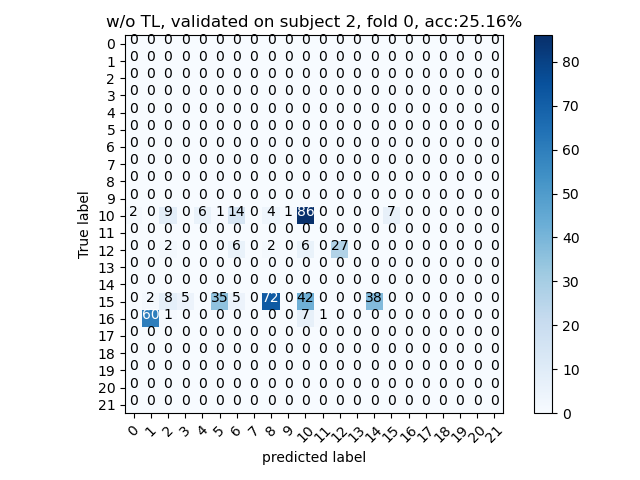 w/o TL, validated on subject 2, fold 0, acc:25.16%
True label
0 0 0 0 0 0 0 0 0 0 0 0 0 0 0 0 0 0 0 0 0 0 0
1 0 0 0 0 0 0 0 0 0 0 0 0 0 0 0 0 0 0 0 0 0 0
2 0 0 0 0 0 0 0 0 0 0 0 0 0 0 0 0 0 0 0 0 0 0
3 0 0 0 0 0 0 0 0 0 0 0 0 0 0 0 0 0 0 0 0 0 0
4 0 0 0 0 0 0 0 0 0 0 0 0 0 0 0 0 0 0 0 0 0 0
5 0 0 0 0 0 0 0 0 0 0 0 0 0 0 0 0 0 0 0 0 0 0
6 0 0 0 0 0 0 0 0 0 0 0 0 0 0 0 0 0 0 0 0 0 0
7 0 0 0 0 0 0 0 0 0 0 0 0 0 0 0 0 0 0 0 0 0 0
8 0 0 0 0 0 0 0 0 0 0 0 0 0 0 0 0 0 0 0 0 0 0
9 0 0 0 0 0 0 0 0 0 0 0 0 0 0 0 0 0 0 0 0 0 0
10 2 0 9 0 6 1 14 0 4 1 86 0 0 0 0 7 0 0 0 0 0 0
11 0 0 0 0 0 0 0 0 0 0 0 0 0 0 0 0 0 0 0 0 0 0
12 0 0 2 0 0 0 6 0 2 0 6 0 27 0 0 0 0 0 0 0 0 0
13 0 0 0 0 0 0 0 0 0 0 0 0 0 0 0 0 0 0 0 0 0 0
14 0 0 0 0 0 0 0 0 0 0 0 0 0 0 0 0 0 0 0 0 0 0
15 0 2 8 5 0 35 5 0 72 0 42 0 0 0 38 0 0 0 0 0 0 0
16 0 60 1 0 0 0 0 0 0 0 7 1 0 0 0 0 0 0 0 0 0 0
17 0 0 0 0 0 0 0 0 0 0 0 0 0 0 0 0 0 0 0 0 0 0
18 0 0 0 0 0 0 0 0 0 0 0 0 0 0 0 0 0 0 0 0 0 0
19 0 0 0 0 0 0 0 0 0 0 0 0 0 0 0 0 0 0 0 0 0 0
20 0 0 0 0 0 0 0 0 0 0 0 0 0 0 0 0 0 0 0 0 0 0
21 0 0 0 0 0 0 0 0 0 0 0 0 0 0 0 0 0 0 0 0 0 0
0 1 2 3 4 5 6 7 8 9 10 11 12 13 14 15 16 17 18 19 20 21
predicted label
80
70
60
50
40
30
20
10
0